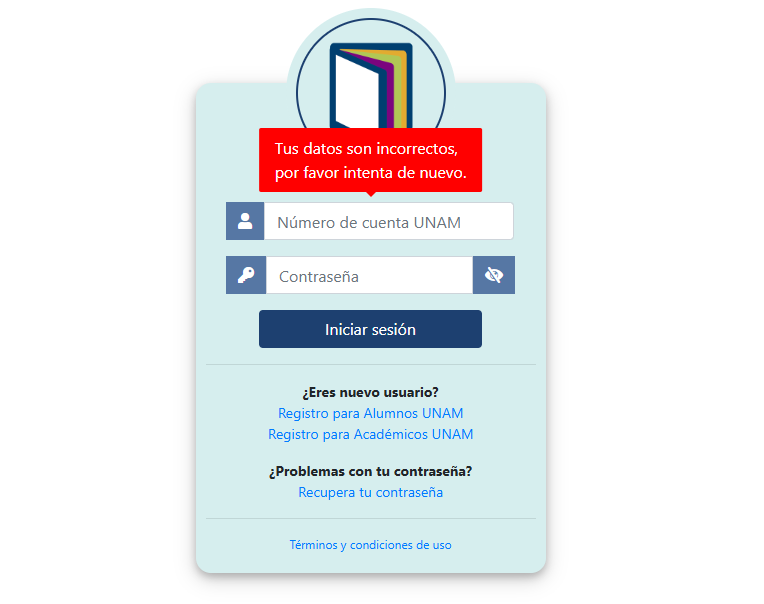 Tus datos son incorrectos,
por favor intenta de nuevo.
Número de cuenta UNAM
Contraseña
Iniciar sesión
¿Eres nuevo usuario?
Registro para Alumnos UNAM
Registro para Académicos UNAM
¿Problemas con tu contraseña?
Recupera tu contraseña
Términos y condiciones de uso